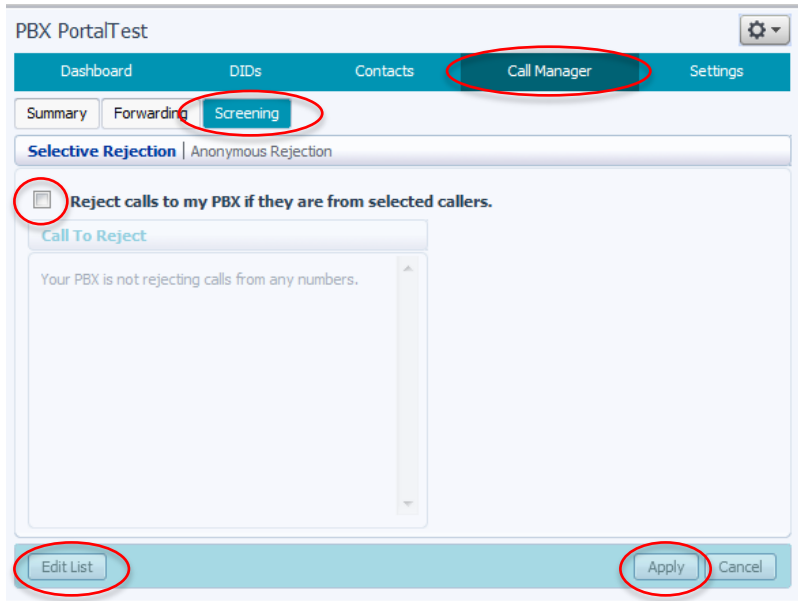 PBX PortalTest
Dashboard DIDs Contacts Call Manager Settings
Summary Forwarding Screening
Selective Rejection | Anonymous Rejection
Reject calls to my PBX if they are from selected callers.
Call To Reject
Your PBX is not rejecting calls from any numbers.
Edit List Apply Cancel